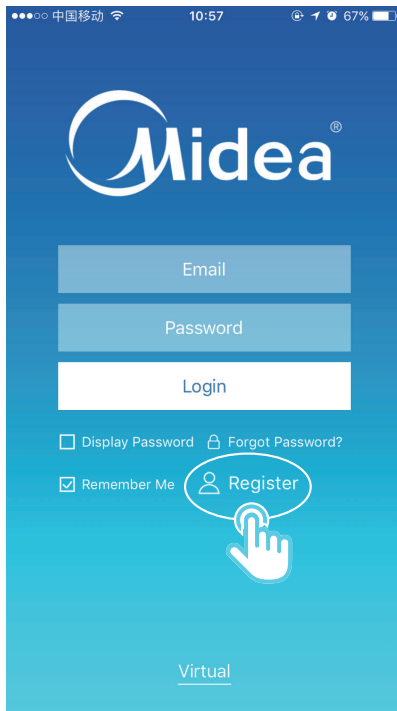 中国移动 10:57 67%
Midea®
Email
Password
Login
Display Password Forgot Password?
Remember Me Register
Virtual